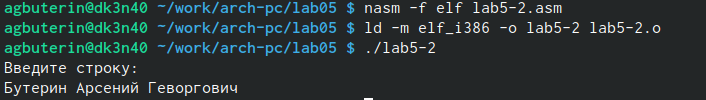 agbuterin@dk3n40 ~/work/arch-pc/lab05 $ nasm -f elf lab5-2.asm
agbuterin@dk3n40 ~/work/arch-pc/lab05 $ ld -m elf_i386 -o lab5-2 lab5-2.o
agbuterin@dk3n40 ~/work/arch-pc/lab05 $ ./lab5-2
Введите строку:
Бутерин Арсений Геворгович